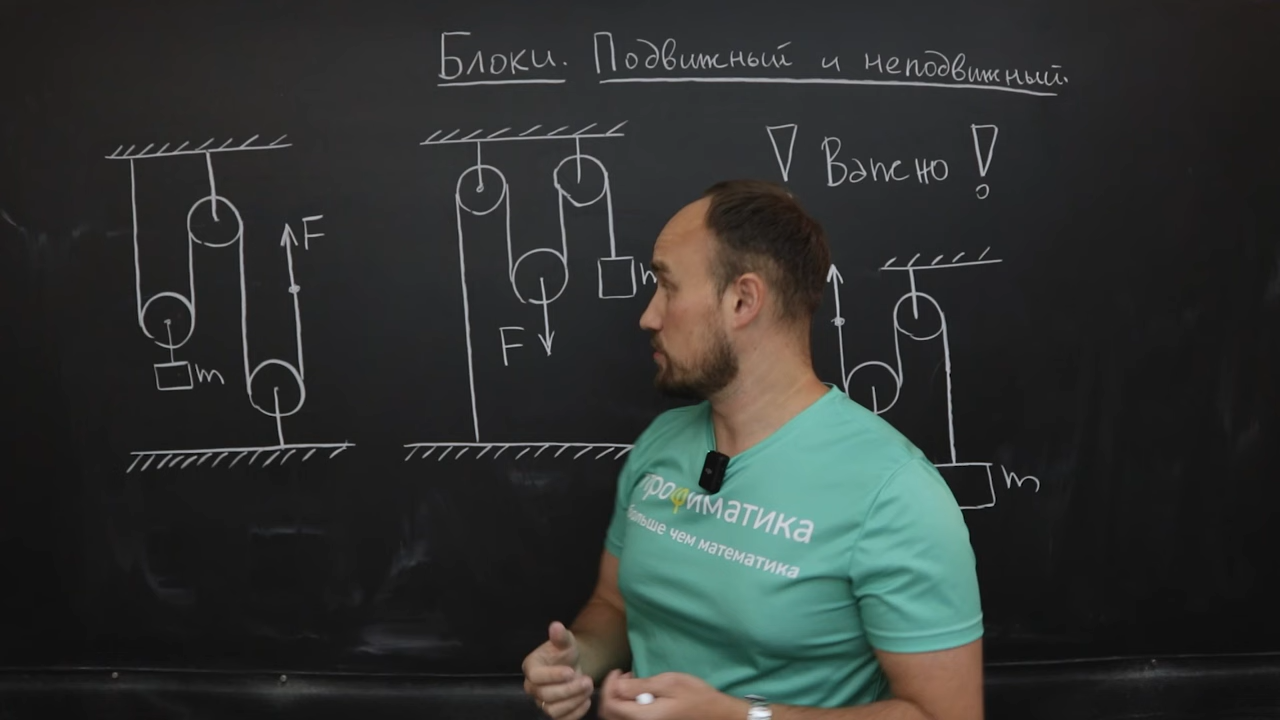 Блоки. Подвижный и неподвижный.
! Важно !
F
m
F
m
m
профиматика
больше чем математика